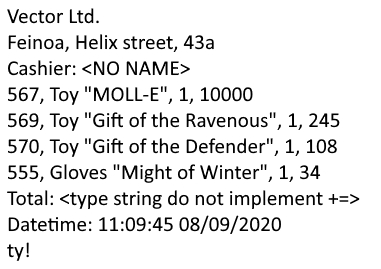 Vector Ltd.
Feinoa, Helix street, 43a
Cashier: <NO NAME>
567, Toy "MOLL-E", 1, 10000
569, Toy "Gift of the Ravenous", 1, 245
570, Toy "Gift of the Defender", 1, 108
555, Gloves "Might of Winter", 1, 34
Total: <type string do not implement +=>
Datetime: 11:09:45 08/09/2020
ty!